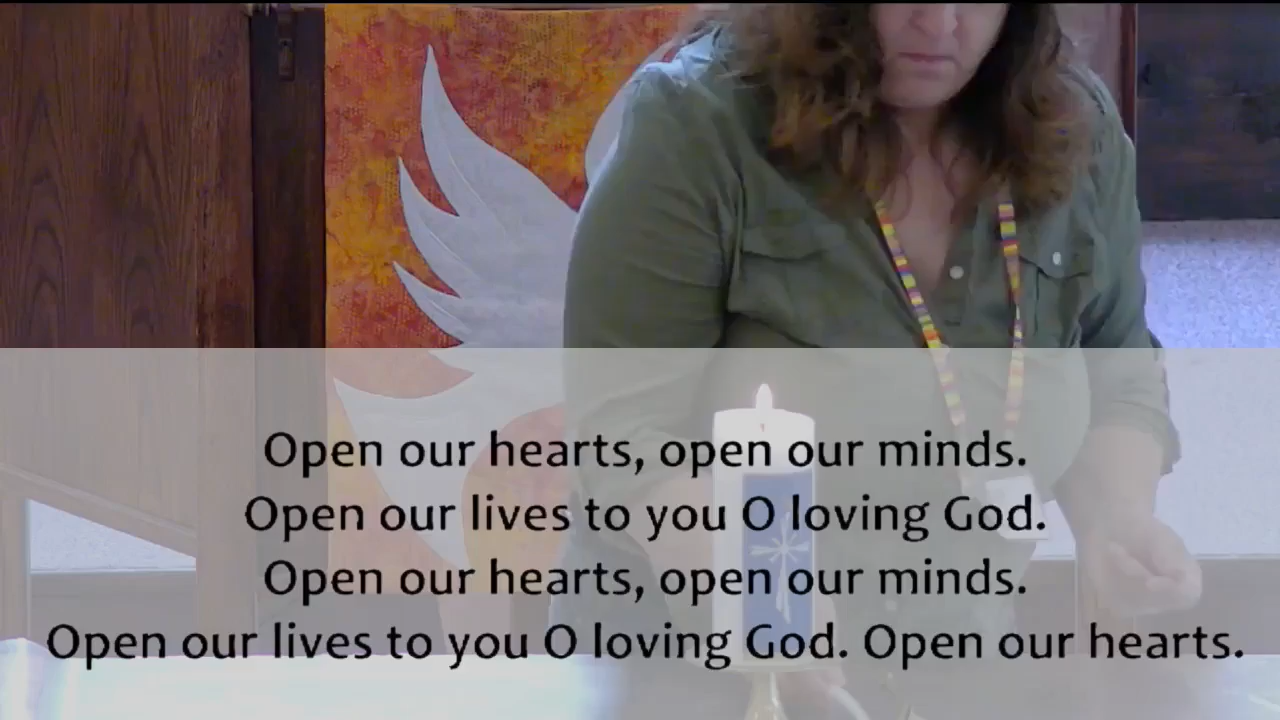 Open our hearts, open our minds.
Open our lives to you O loving God.
Open our hearts, open our minds.
Open our lives to you O loving God. Open our hearts.